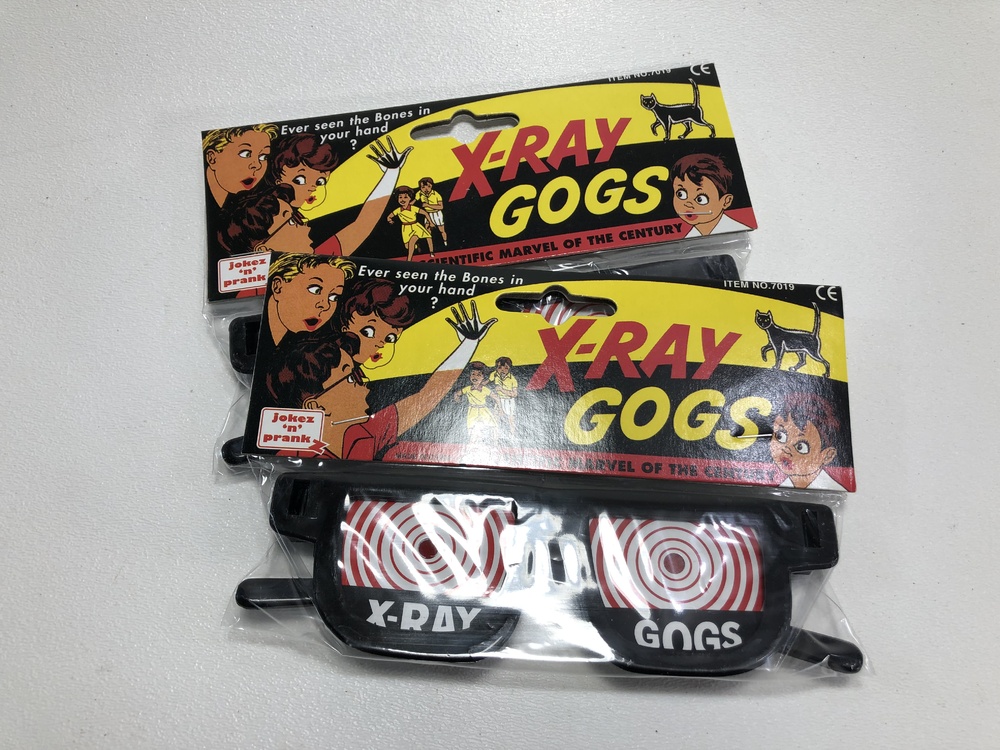 ITEM NO.7019
CE
Ever seen the Bones in
your hand
?
X-RAY
GOGS
SCIENTIFIC MARVEL OF THE CENTURY
Jokez
'n'
prank
ITEM NO.7019
CE
Ever seen the Bones in
your hand
?
X-RAY
GOGS
MARVEL OF THE CENTURY
Jokez
'n'
prankz
X-RAY
GOGS